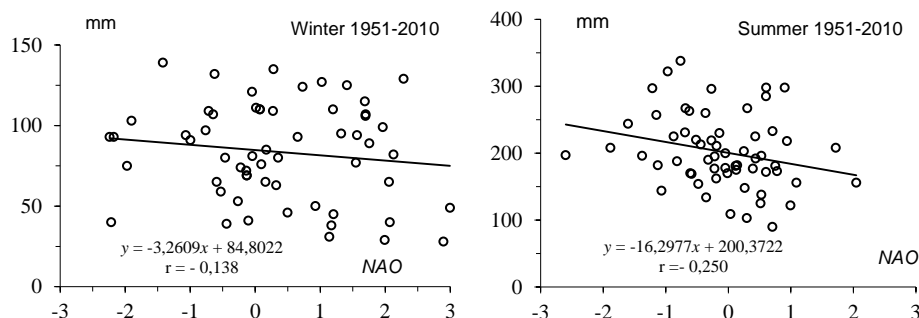 mm
Winter 1951-2010
150
100
50
0
y = -3,2609x + 84,8022
r = - 0,138
NAO
-3 -2 -1 0 1 2 3
mm
Summer 1951-2010
400
300
200
100
0
y = -16,2977x + 200,3722
r = - 0,250
NAO
-3 -2 -1 0 1 2 3